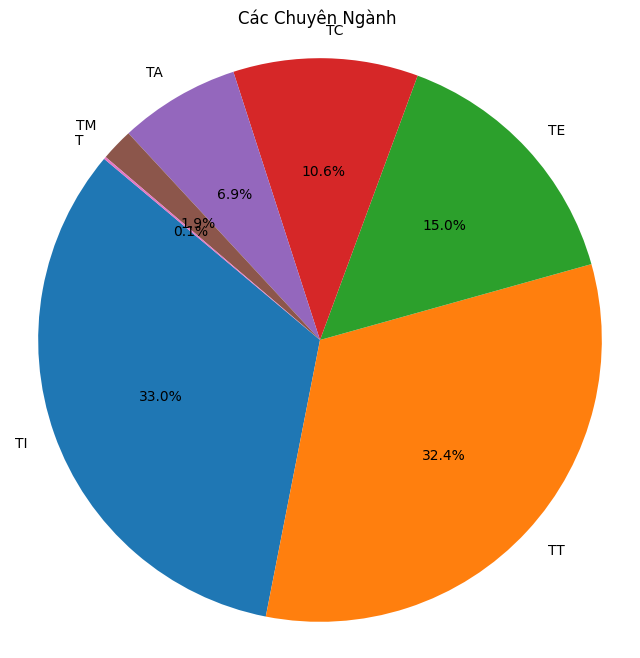 Các Chuyên Ngành
TC
TA
TM
T
TE
10.6%
6.9%
1.9%
0.1%
15.0%
33.0%
TI
32.4%
TT